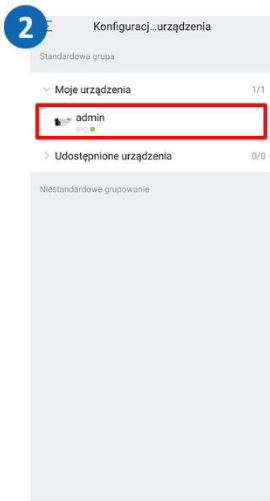 2
Konfiguracj...urządzenia
Standardowa grupa
Moje urządzenia 1/1
admin
IPC
Udostępnione urządzenia 0/0
Niestandardowe grupowanie